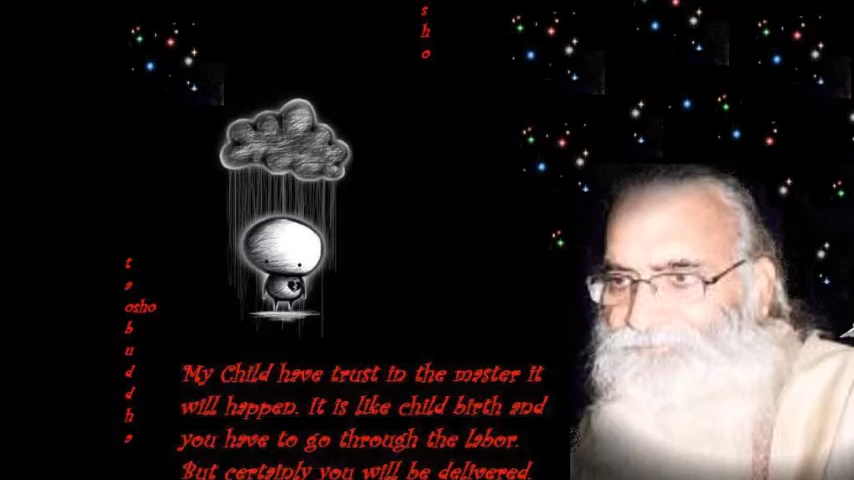 s
h
o
t
a
osho
b
u
d
d
h
a
My Child have trust in the master it
will happen. It is like child birth and
you have to go through the labor.
But certainly you will be delivered.